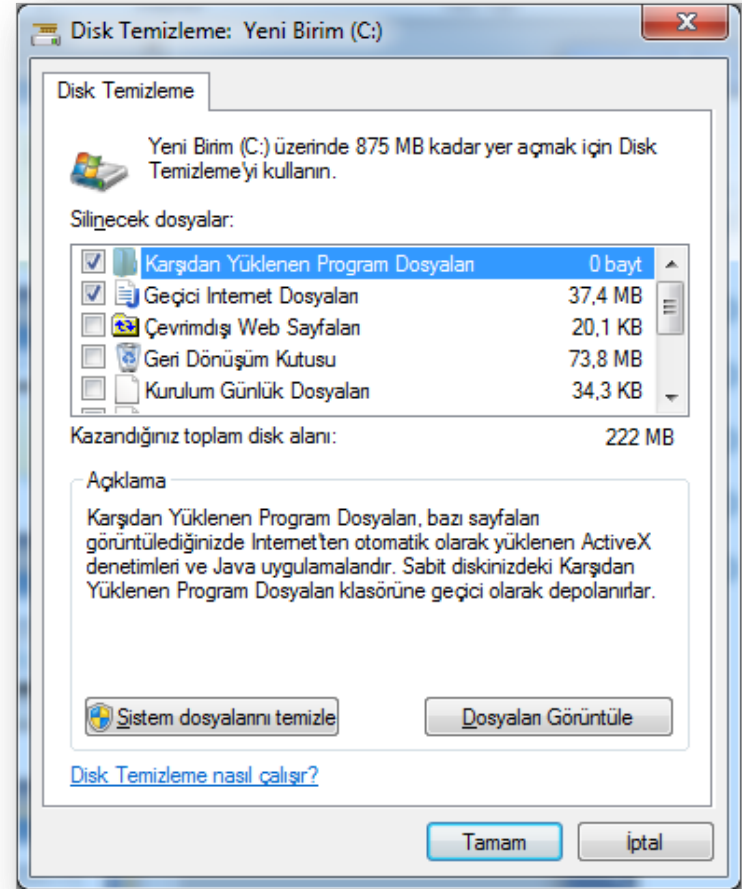 Disk Temizleme: Yeni Birim (C:)
Disk Temizleme
Yeni Birim (C:) üzerinde 875 MB kadar yer açmak için Disk
Temizleme'yi kullanın.
Silinecek dosyalar:
Karşıdan Yüklenen Program Dosyaları 0 bayt
Geçici Internet Dosyaları 37,4 MB
Çevrimdışı Web Sayfaları 20,1 KB
Geri Dönüşüm Kutusu 73,8 MB
Kurulum Günlük Dosyaları 34,3 KB
Kazandığınız toplam disk alanı: 222 MB
Açıklama
Karşıdan Yüklenen Program Dosyaları, bazı sayfaları
görüntülediğinizde Internet'ten otomatik olarak yüklenen ActiveX
denetimleri ve Java uygulamalarıdır. Sabit diskinizdeki Karşıdan
Yüklenen Program Dosyaları klasörüne geçici olarak depolanırlar.
Sistem dosyalarını temizle Dosyaları Görüntüle
Disk Temizleme nasıl çalışır?
Tamam İptal